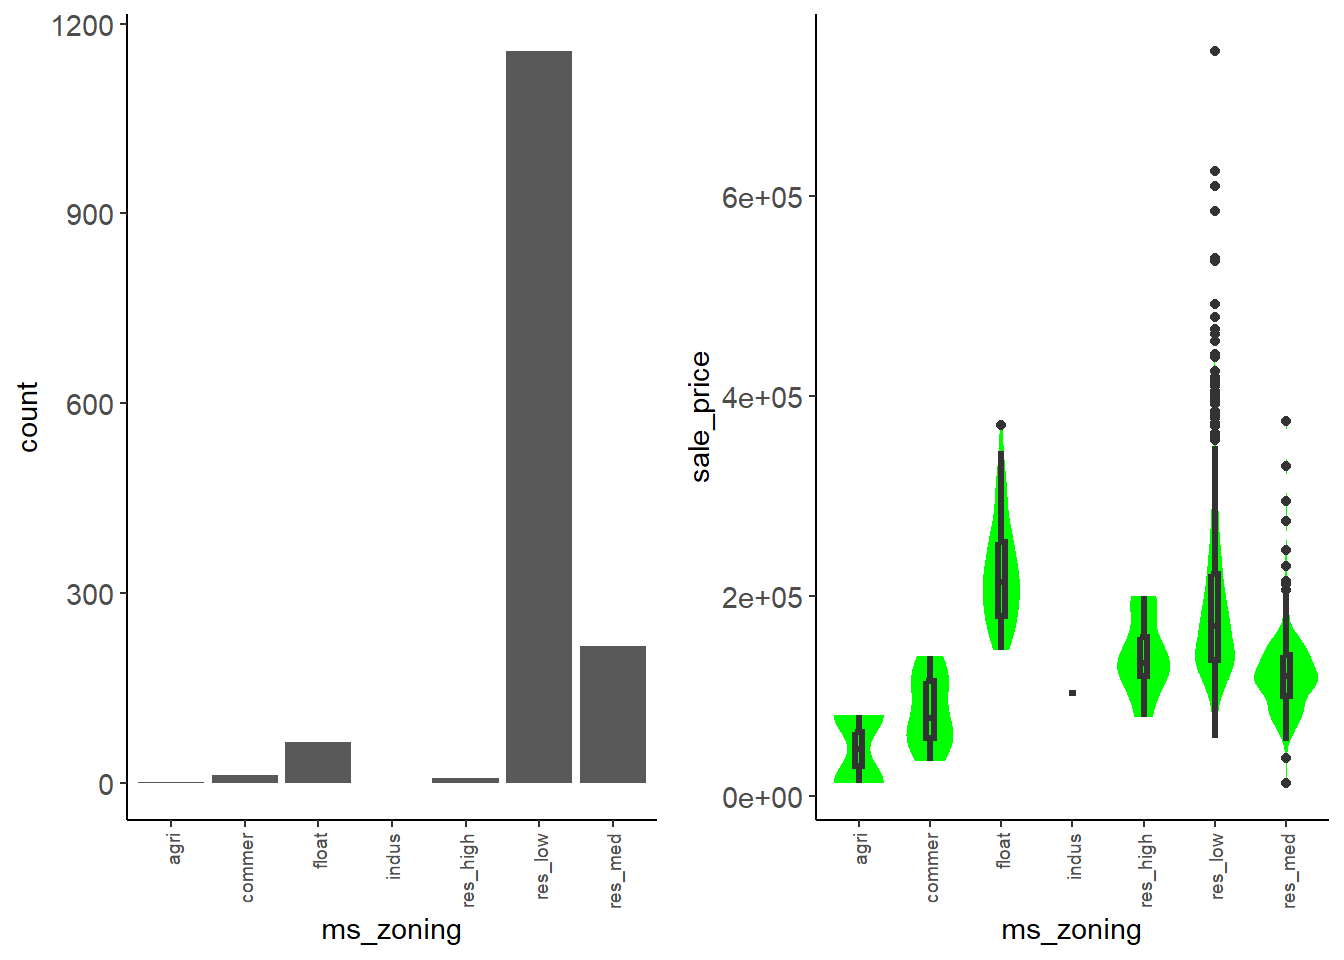 1200
900
600
300
0
count
agri
commer
float
indus
res_high
res_low
res_med
ms_zoning
6e+05
4e+05
2e+05
0e+00
sale_price
agri
commer
float
indus
res_high
res_low
res_med
ms_zoning